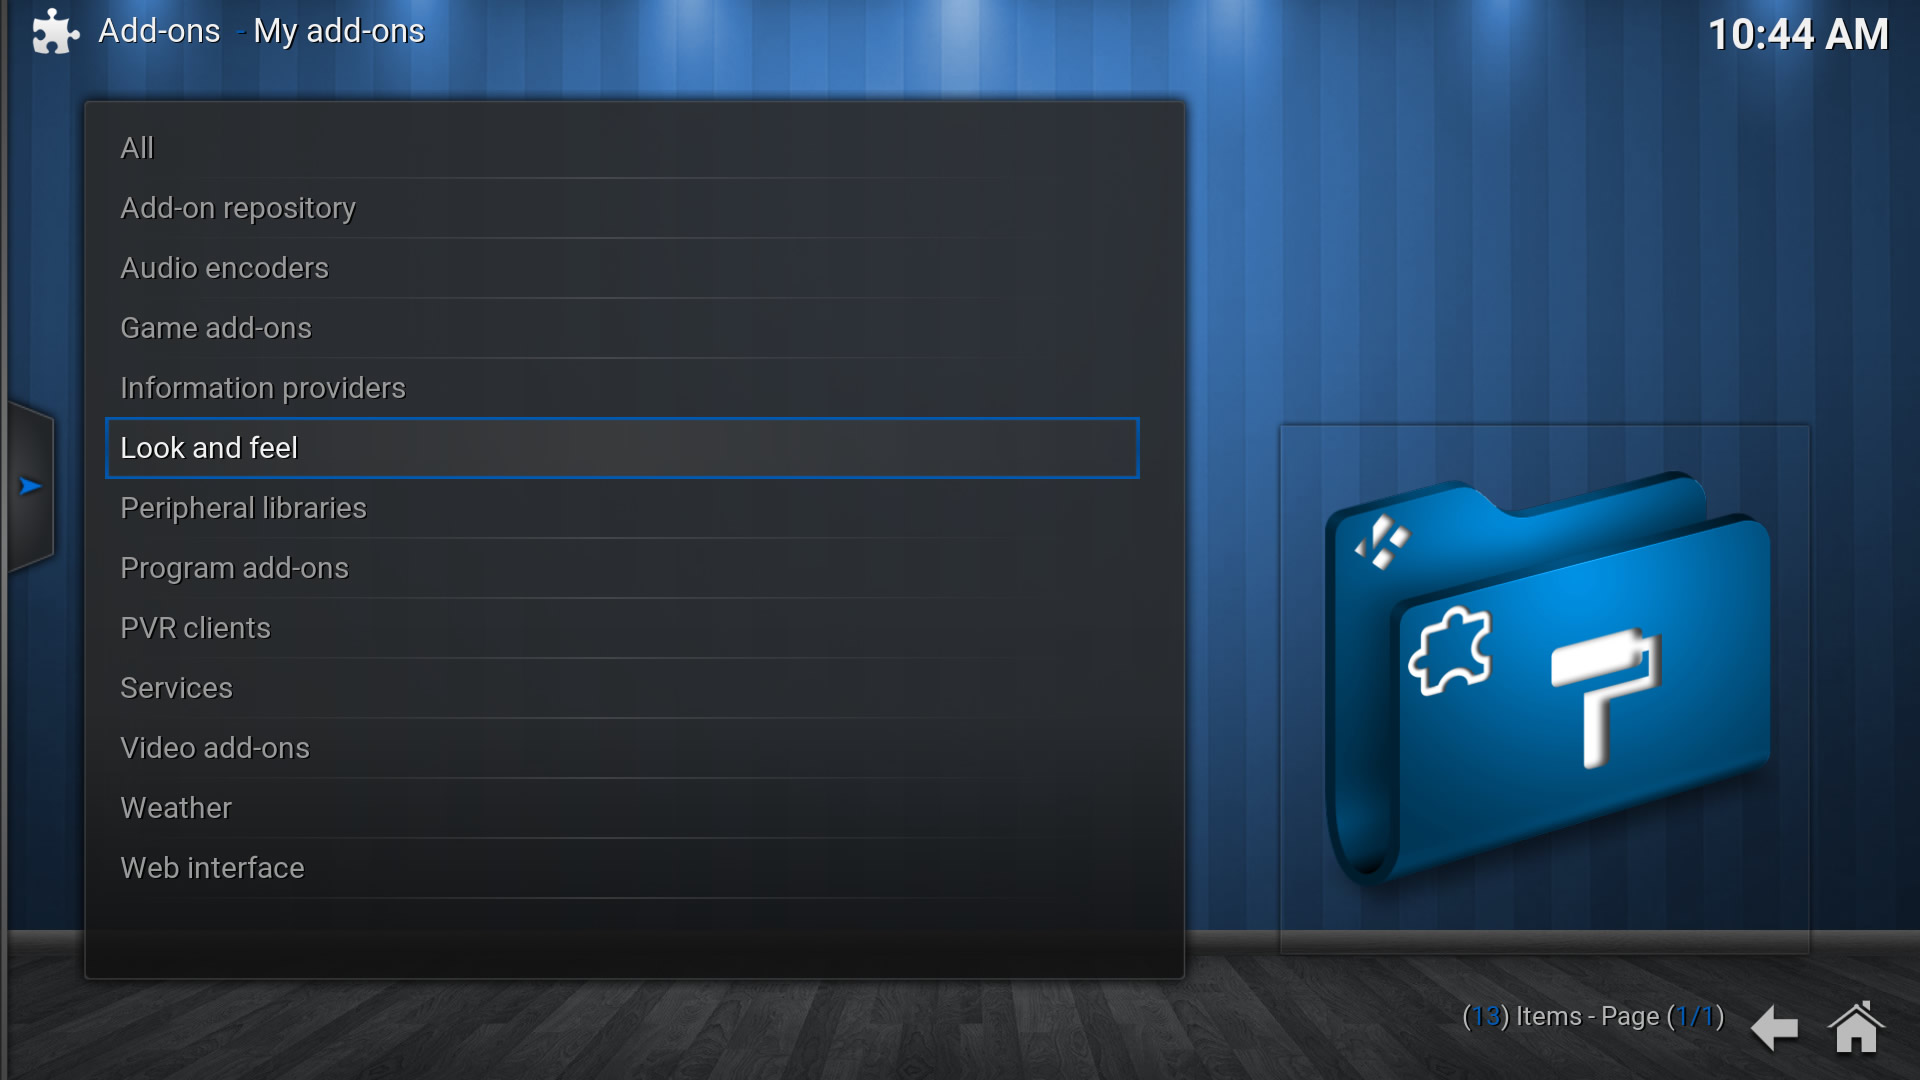 Add-ons - My add-ons
10:44 AM
All
Add-on repository
Audio encoders
Game add-ons
Information providers
Look and feel
Peripheral libraries
Program add-ons
PVR clients
Services
Video add-ons
Weather
Web interface
(13) Items - Page (1/1)